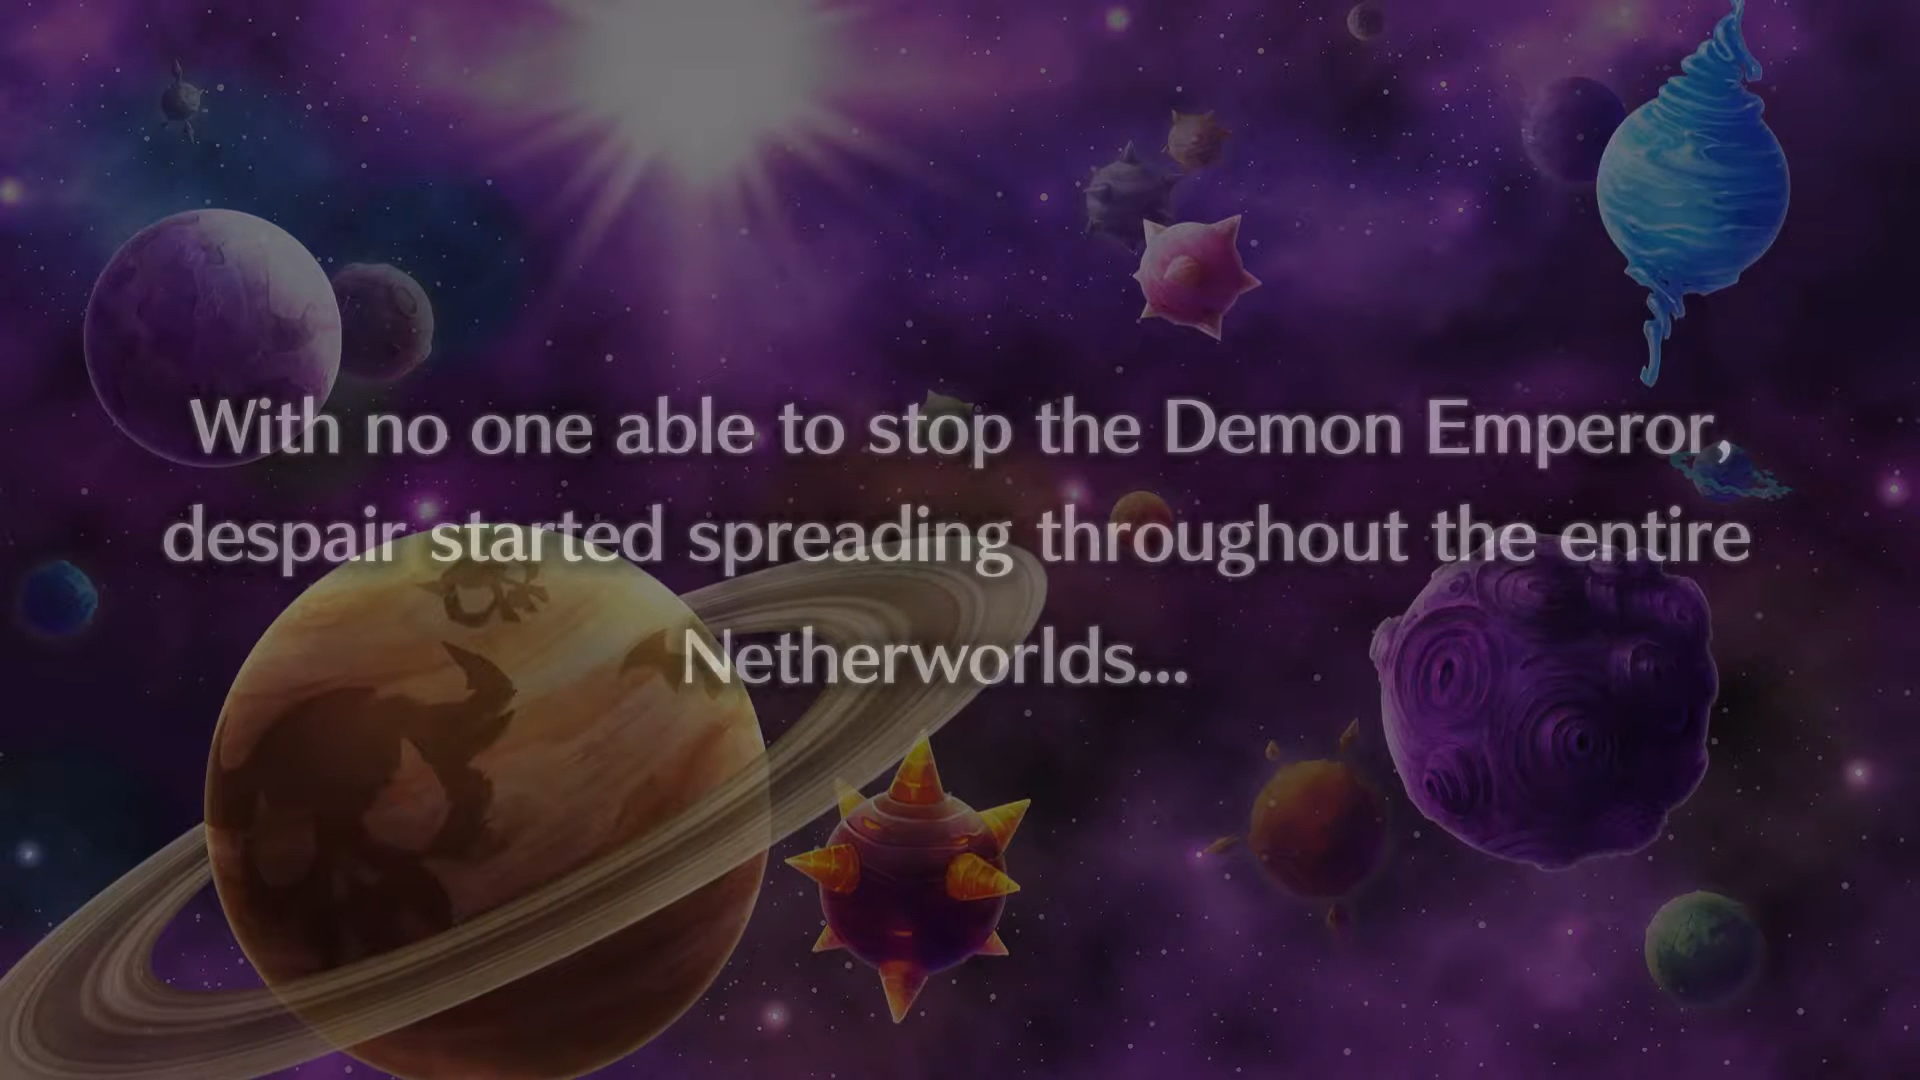 With no one able to stop the Demon Emperor,
despair started spreading throughout the entire
Netherworlds...